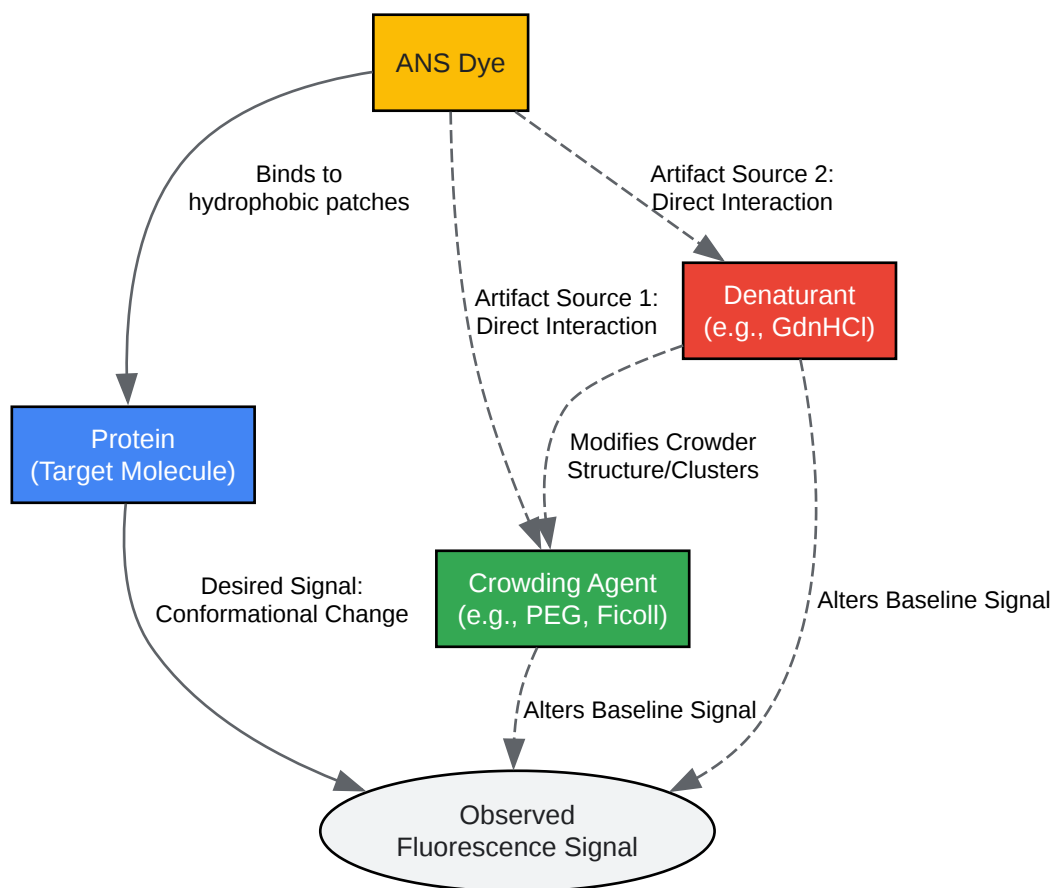 ANS Dye
Binds to
hydrophobic patches
Artifact Source 2:
Direct Interaction
Artifact Source 1:
Direct Interaction
Denaturant
(e.g., GdnHCl)
Protein
(Target Molecule)
Modifies Crowder
Structure/Clusters
Desired Signal:
Conformational Change
Crowding Agent
(e.g., PEG, Ficoll)
Alters Baseline Signal
Alters Baseline Signal
Observed
Fluorescence Signal